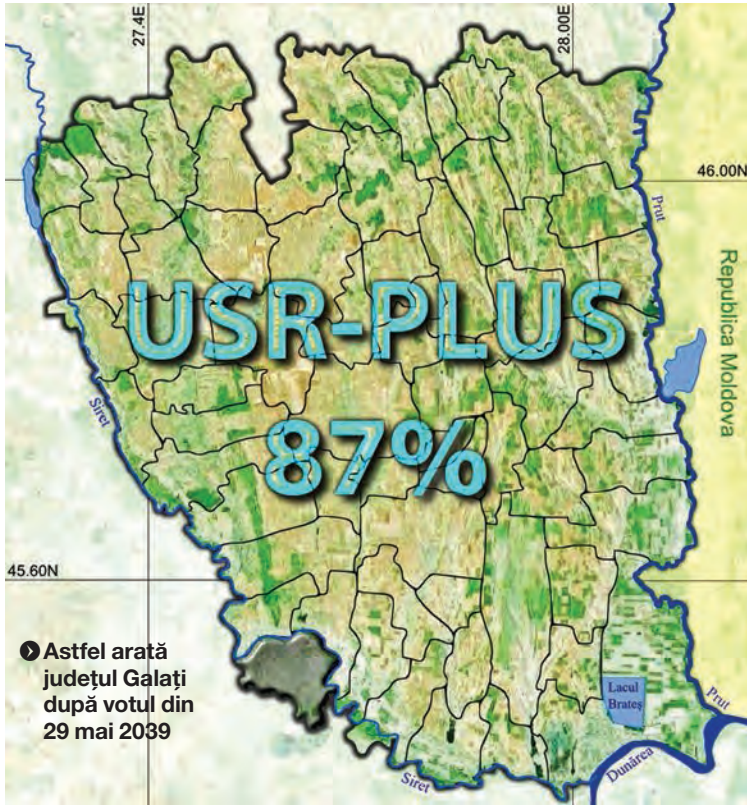 27.4E
28.00E
46.00N
Prut
Republica Moldova
USR-PLUS
Siret
87%
45.60N
Astfel arată
județul Galați
după votul din
29 mai 2039
Lacul
Brateș
Prut
Dunărea
Siret